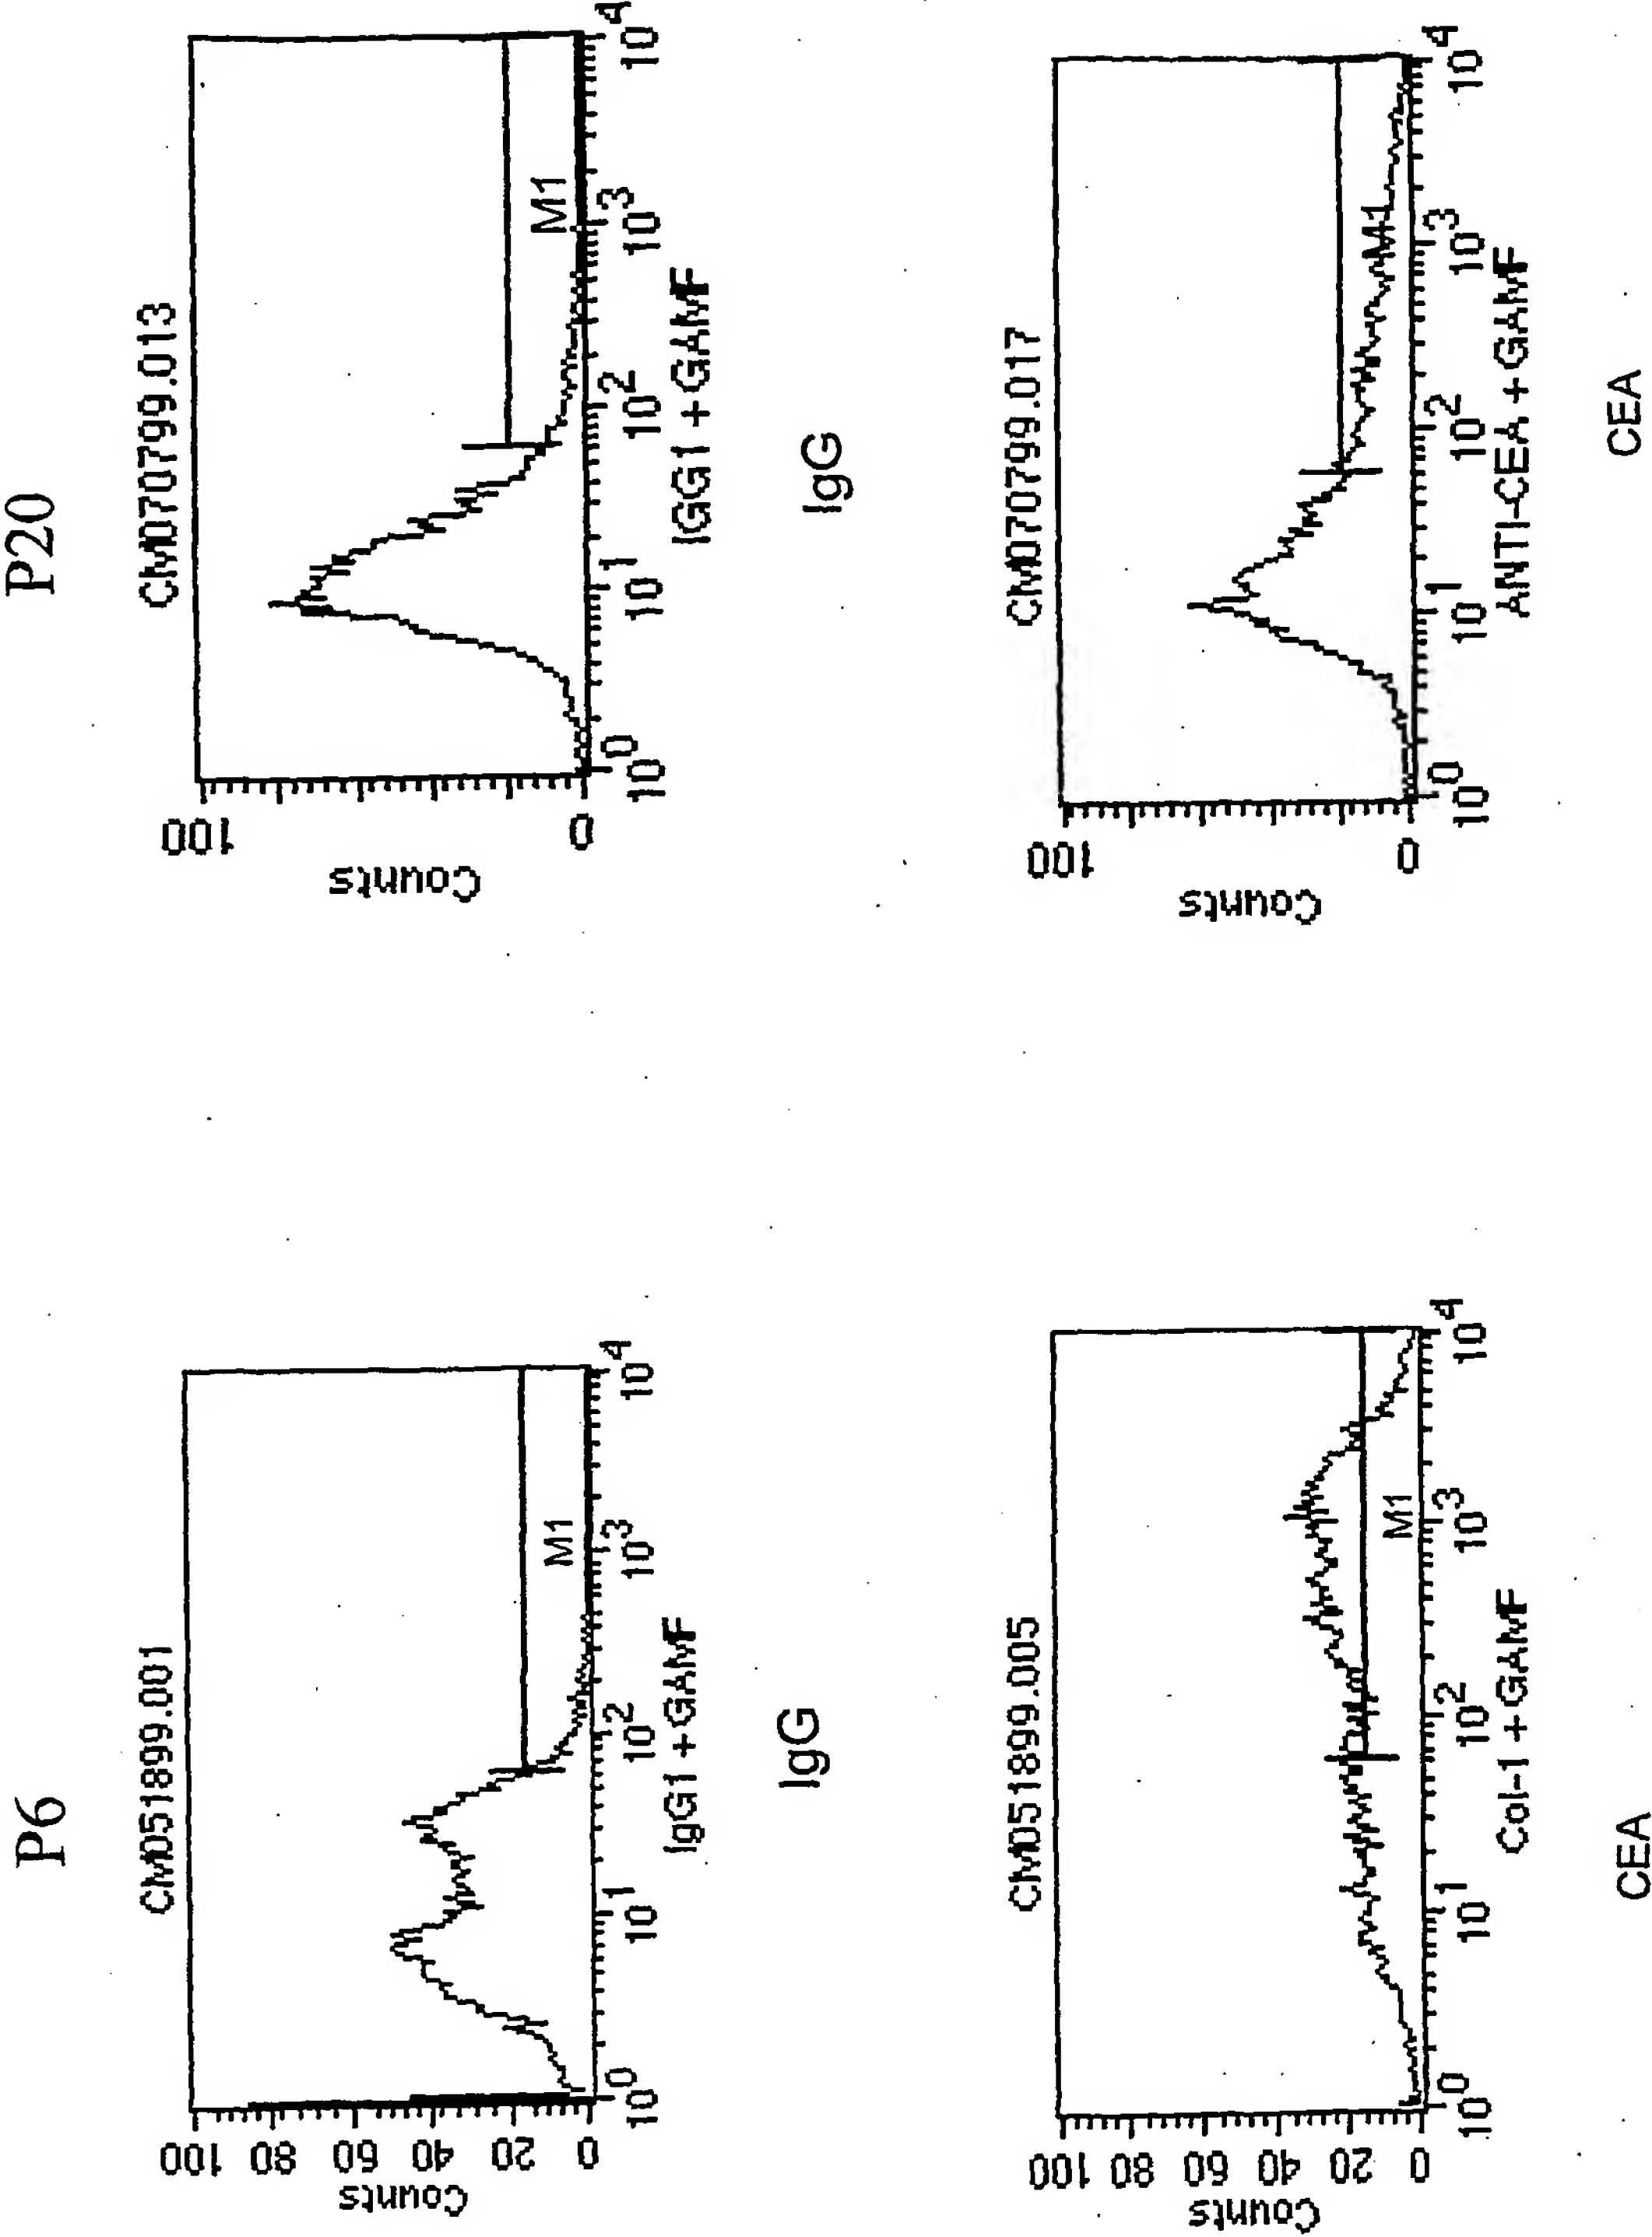 P6
CM051899.001
100 80 60 40 20 0
Counts
M1
10^0 10^1 10^2 10^3 10^4
IgG1 +GAMF
IgG
CM051899.005
100 80 60 40 20 0
Counts
M1
10^0 10^1 10^2 10^3 10^4
Col-1 +GAMF
CEA
P20
CM070799.013
100 0
Counts
M1
10^0 10^1 10^2 10^3 10^4
IGG1 +GAMF
IgG
CM070799.017
100 0
Counts
M1
10^0 10^1 10^2 10^3 10^4
ANTI-CEA +GAMF
CEA